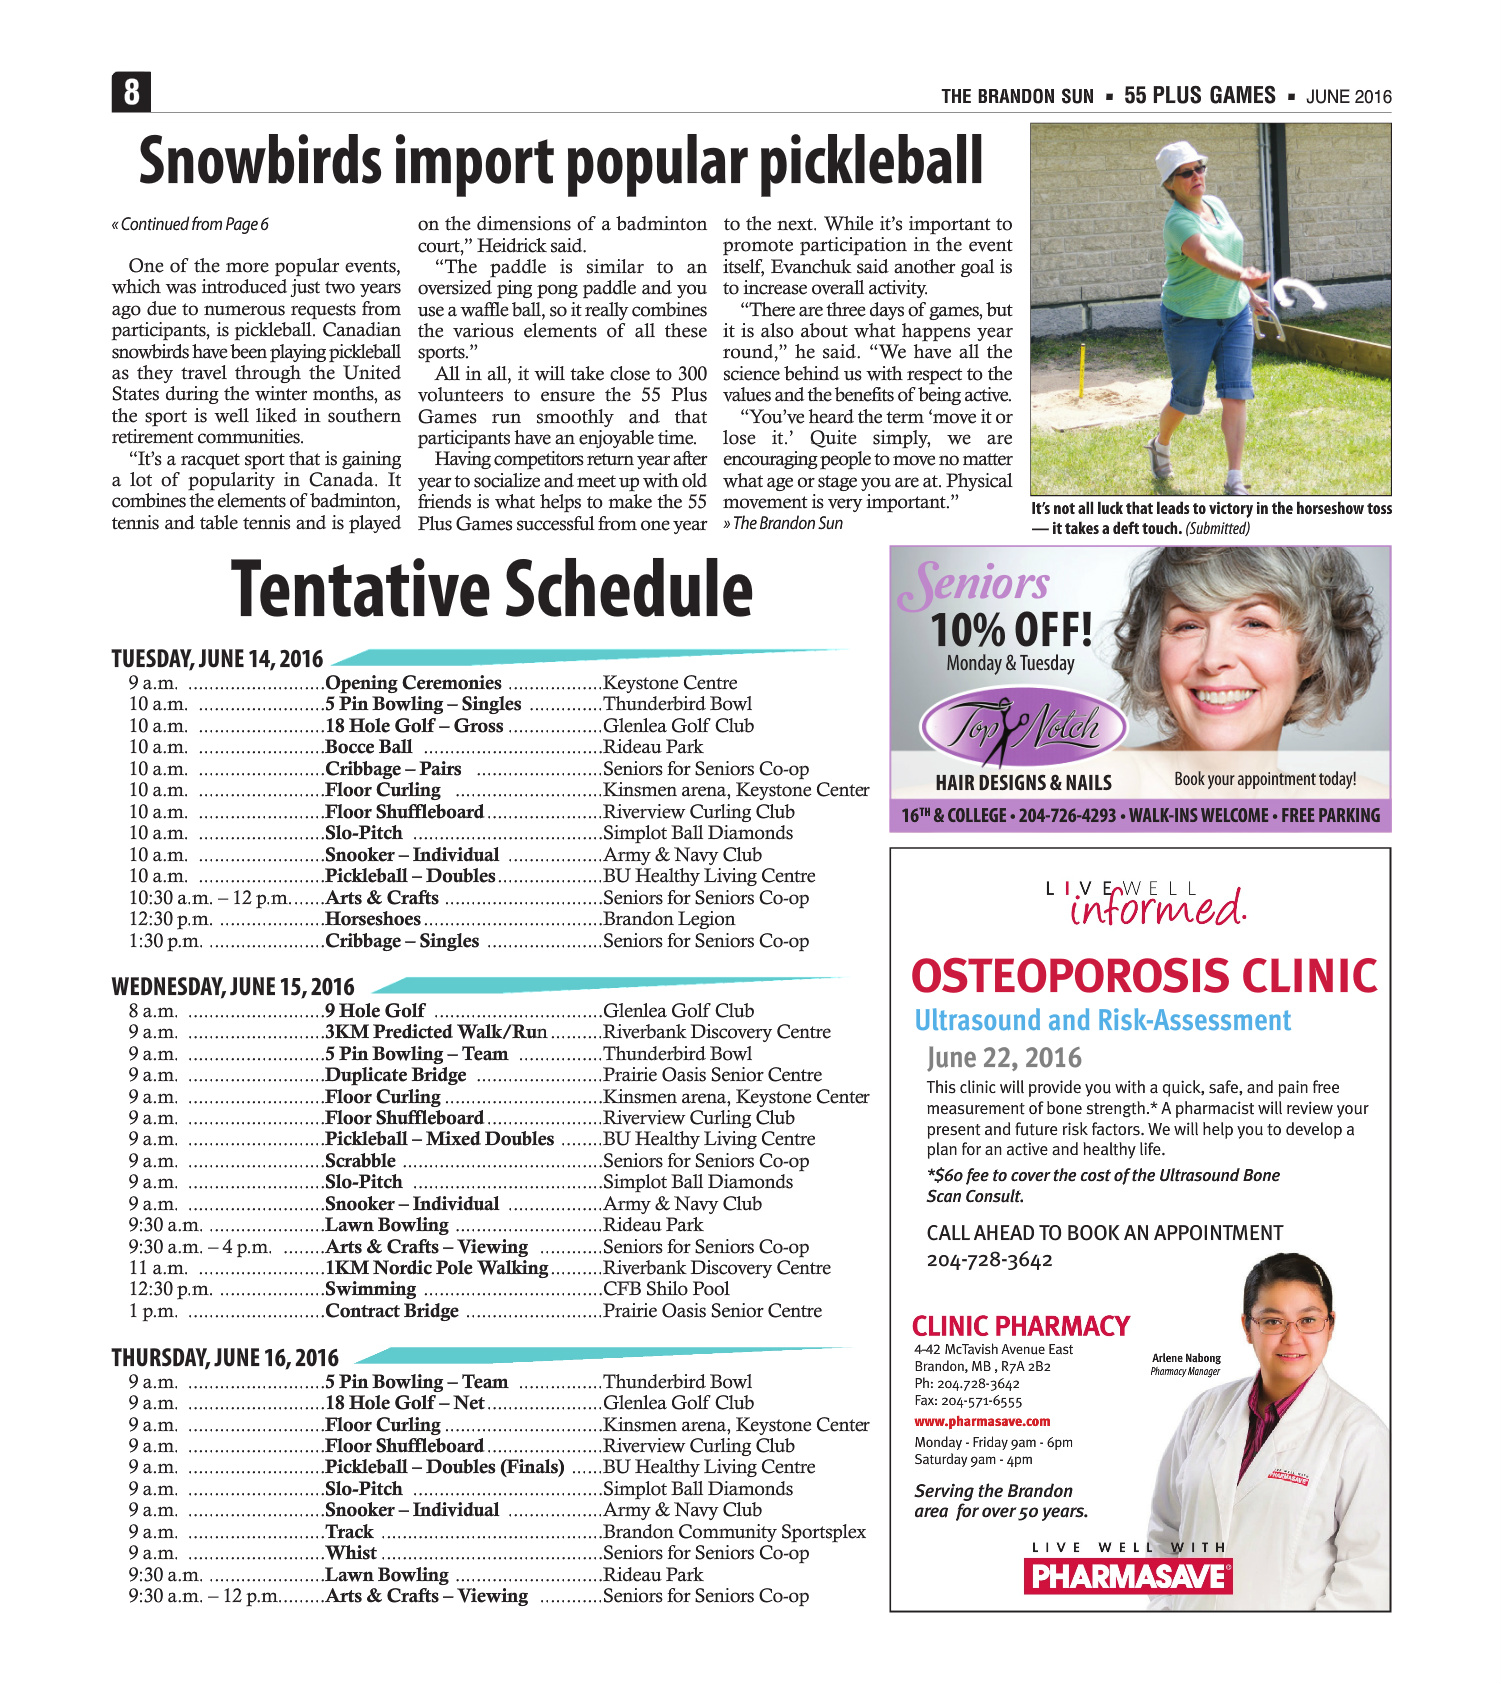 8
THE BRANDON SUN ▪ 55 PLUS GAMES ▪ JUNE 2016
Snowbirds import popular pickleball
« Continued from Page 6
One of the more popular events,
which was introduced just two years
ago due to numerous requests from
participants, is pickleball. Canadian
snowbirds have been playing pickleball
as they travel through the United
States during the winter months, as
the sport is well liked in southern
retirement communities.
“It’s a racquet sport that is gaining
a lot of popularity in Canada. It
combines the elements of badminton,
tennis and table tennis and is played
on the dimensions of a badminton
court,” Heidrick said.
“The paddle is similar to an
oversized ping pong paddle and you
use a waffle ball, so it really combines
the various elements of all these
sports.”
All in all, it will take close to 300
volunteers to ensure the 55 Plus
Games run smoothly and that
participants have an enjoyable time.
Having competitors return year after
year to socialize and meet up with old
friends is what helps to make the 55
Plus Games successful from one year
to the next. While it’s important to
promote participation in the event
itself, Evanchuk said another goal is
to increase overall activity.
“There are three days of games, but
it is also about what happens year
round,” he said. “We have all the
science behind us with respect to the
values and the benefits of being active.
“You’ve heard the term ‘move it or
lose it.’ Quite simply, we are
encouraging people to move no matter
what age or stage you are at. Physical
movement is very important.”
» The Brandon Sun
It’s not all luck that leads to victory in the horseshow toss
— it takes a deft touch. (Submitted)
Tentative Schedule
TUESDAY, JUNE 14, 2016
9 a.m. ..........................Opening Ceremonies ..................Keystone Centre
10 a.m. ........................5 Pin Bowling – Singles ..............Thunderbird Bowl
10 a.m. ........................18 Hole Golf – Gross ..................Glenlea Golf Club
10 a.m. ........................Bocce Ball ..................................Rideau Park
10 a.m. ........................Cribbage – Pairs ........................Seniors for Seniors Co-op
10 a.m. ........................Floor Curling ............................Kinsmen arena, Keystone Center
10 a.m. ........................Floor Shuffleboard......................Riverview Curling Club
10 a.m. ........................Slo-Pitch ....................................Simplot Ball Diamonds
10 a.m. ........................Snooker – Individual ..................Army & Navy Club
10 a.m. ........................Pickleball – Doubles....................BU Healthy Living Centre
10:30 a.m. – 12 p.m.......Arts & Crafts ..............................Seniors for Seniors Co-op
12:30 p.m. ....................Horseshoes..................................Brandon Legion
1:30 p.m. ......................Cribbage – Singles ......................Seniors for Seniors Co-op
WEDNESDAY, JUNE 15, 2016
8 a.m. ..........................9 Hole Golf ................................Glenlea Golf Club
9 a.m. ..........................3KM Predicted Walk/Run..........Riverbank Discovery Centre
9 a.m. ..........................5 Pin Bowling – Team ................Thunderbird Bowl
9 a.m. ..........................Duplicate Bridge ........................Prairie Oasis Senior Centre
9 a.m. ..........................Floor Curling..............................Kinsmen arena, Keystone Center
9 a.m. ..........................Floor Shuffleboard......................Riverview Curling Club
9 a.m. ..........................Pickleball – Mixed Doubles ........BU Healthy Living Centre
9 a.m. ..........................Scrabble ......................................Seniors for Seniors Co-op
9 a.m. ..........................Slo-Pitch ....................................Simplot Ball Diamonds
9 a.m. ..........................Snooker – Individual ..................Army & Navy Club
9:30 a.m. ......................Lawn Bowling ............................Rideau Park
9:30 a.m. – 4 p.m. ........Arts & Crafts – Viewing ............Seniors for Seniors Co-op
11 a.m. ........................1KM Nordic Pole Walking..........Riverbank Discovery Centre
12:30 p.m. ....................Swimming ..................................CFB Shilo Pool
1 p.m. ..........................Contract Bridge ..........................Prairie Oasis Senior Centre
THURSDAY, JUNE 16, 2016
9 a.m. ..........................5 Pin Bowling – Team ................Thunderbird Bowl
9 a.m. ..........................18 Hole Golf – Net......................Glenlea Golf Club
9 a.m. ..........................Floor Curling..............................Kinsmen arena, Keystone Center
9 a.m. ..........................Floor Shuffleboard......................Riverview Curling Club
9 a.m. ..........................Pickleball – Doubles (Finals) ......BU Healthy Living Centre
9 a.m. ..........................Slo-Pitch ....................................Simplot Ball Diamonds
9 a.m. ..........................Snooker – Individual ..................Army & Navy Club
9 a.m. ..........................Track ..........................................Brandon Community Sportsplex
9 a.m. ..........................Whist..........................................Seniors for Seniors Co-op
9:30 a.m. ......................Lawn Bowling ............................Rideau Park
9:30 a.m. – 12 p.m.........Arts & Crafts – Viewing ............Seniors for Seniors Co-op
Seniors
10% OFF!
Monday & Tuesday
Top Notch
HAIR DESIGNS & NAILS
Book your appointment today!
16TH & COLLEGE • 204-726-4293 • WALK-INS WELCOME • FREE PARKING
LIVE WELL
informed.
OSTEOPOROSIS CLINIC
Ultrasound and Risk-Assessment
June 22, 2016
This clinic will provide you with a quick, safe, and pain free
measurement of bone strength.* A pharmacist will review your
present and future risk factors. We will help you to develop a
plan for an active and healthy life.
*$60 fee to cover the cost of the Ultrasound Bone
Scan Consult.
CALL AHEAD TO BOOK AN APPOINTMENT
204-728-3642
CLINIC PHARMACY
4-42 McTavish Avenue East
Brandon, MB , R7A 2B2
Ph: 204.728-3642
Fax: 204-571-6555
www.pharmasave.com
Monday - Friday 9am - 6pm
Saturday 9am - 4pm
Serving the Brandon
area for over 50 years.
Arlene Nabong
Pharmacy Manager
LIVE WELL WITH
PHARMASAVE
LIVE WELL WITH
PHARMASAVE®